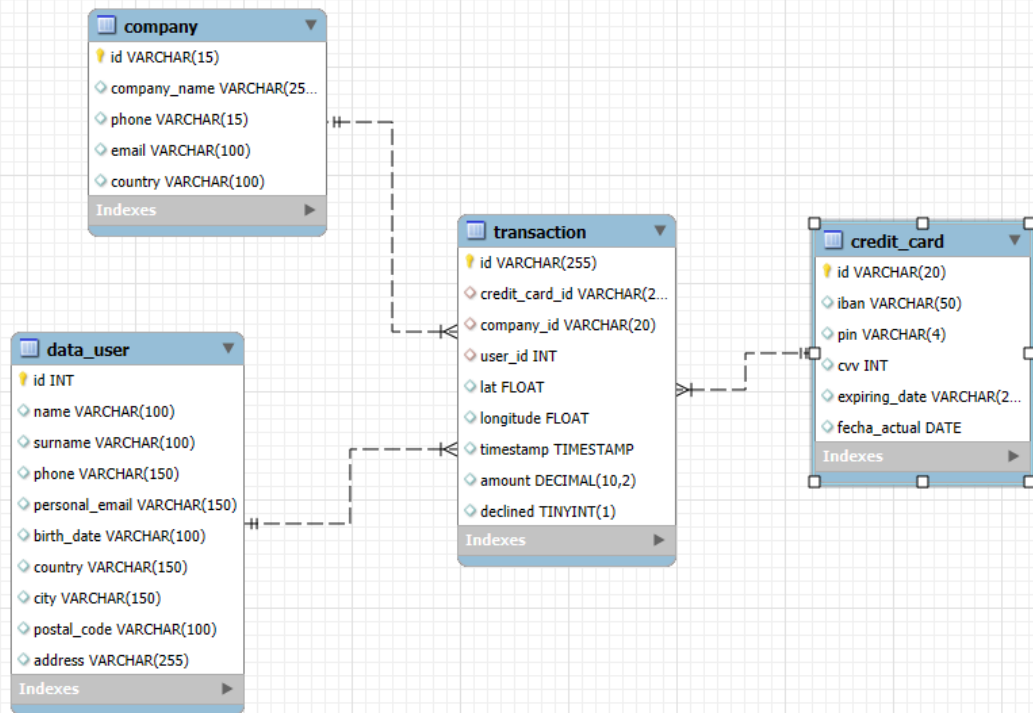 company
id VARCHAR(15)
company_name VARCHAR(25...
phone VARCHAR(15)
email VARCHAR(100)
country VARCHAR(100)
Indexes
data_user
id INT
name VARCHAR(100)
surname VARCHAR(100)
phone VARCHAR(150)
personal_email VARCHAR(150)
birth_date VARCHAR(100)
country VARCHAR(150)
city VARCHAR(150)
postal_code VARCHAR(100)
address VARCHAR(255)
Indexes
transaction
id VARCHAR(255)
credit_card_id VARCHAR(2...
company_id VARCHAR(20)
user_id INT
lat FLOAT
longitude FLOAT
timestamp TIMESTAMP
amount DECIMAL(10,2)
declined TINYINT(1)
Indexes
credit_card
id VARCHAR(20)
iban VARCHAR(50)
pin VARCHAR(4)
cvv INT
expiring_date VARCHAR(2...
fecha_actual DATE
Indexes